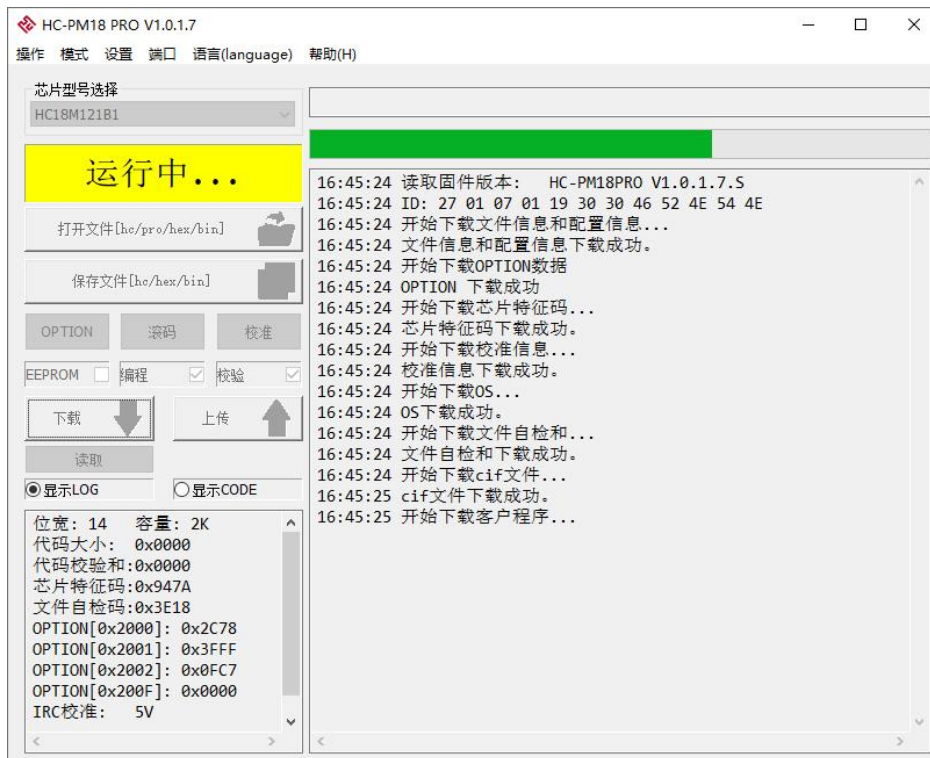 HC-PM18 PRO V1.0.1.7
操作 模式 设置 端口 语言(language) 帮助(H)
芯片型号选择
HC18M121B1
运行中...
打开文件[hc/pro/hex/bin]
保存文件[hc/hex/bin]
OPTION 滚码 校准
EEPROM 编程 校验
下载 上传
读取
显示LOG 显示CODE
位宽: 14 容量: 2K
代码大小: 0x0000
代码校验和:0x0000
芯片特征码:0x947A
文件自检码:0x3E18
OPTION[0x2000]: 0x2C78
OPTION[0x2001]: 0x3FFF
OPTION[0x2002]: 0x0FC7
OPTION[0x200F]: 0x0000
IRC校准: 5V
16:45:24 读取固件版本: HC-PM18PRO V1.0.1.7.S
16:45:24 ID: 27 01 07 01 19 30 30 46 52 4E 54 4E
16:45:24 开始下载文件信息和配置信息...
16:45:24 文件信息和配置信息下载成功。
16:45:24 开始下载OPTION数据
16:45:24 OPTION 下载成功
16:45:24 开始下载芯片特征码...
16:45:24 芯片特征码下载成功。
16:45:24 开始下载校准信息...
16:45:24 校准信息下载成功。
16:45:24 开始下载OS...
16:45:24 OS下载成功。
16:45:24 开始下载文件自检和...
16:45:24 文件自检和下载成功。
16:45:24 开始下载cif文件...
16:45:25 cif文件下载成功。
16:45:25 开始下载客户程序...